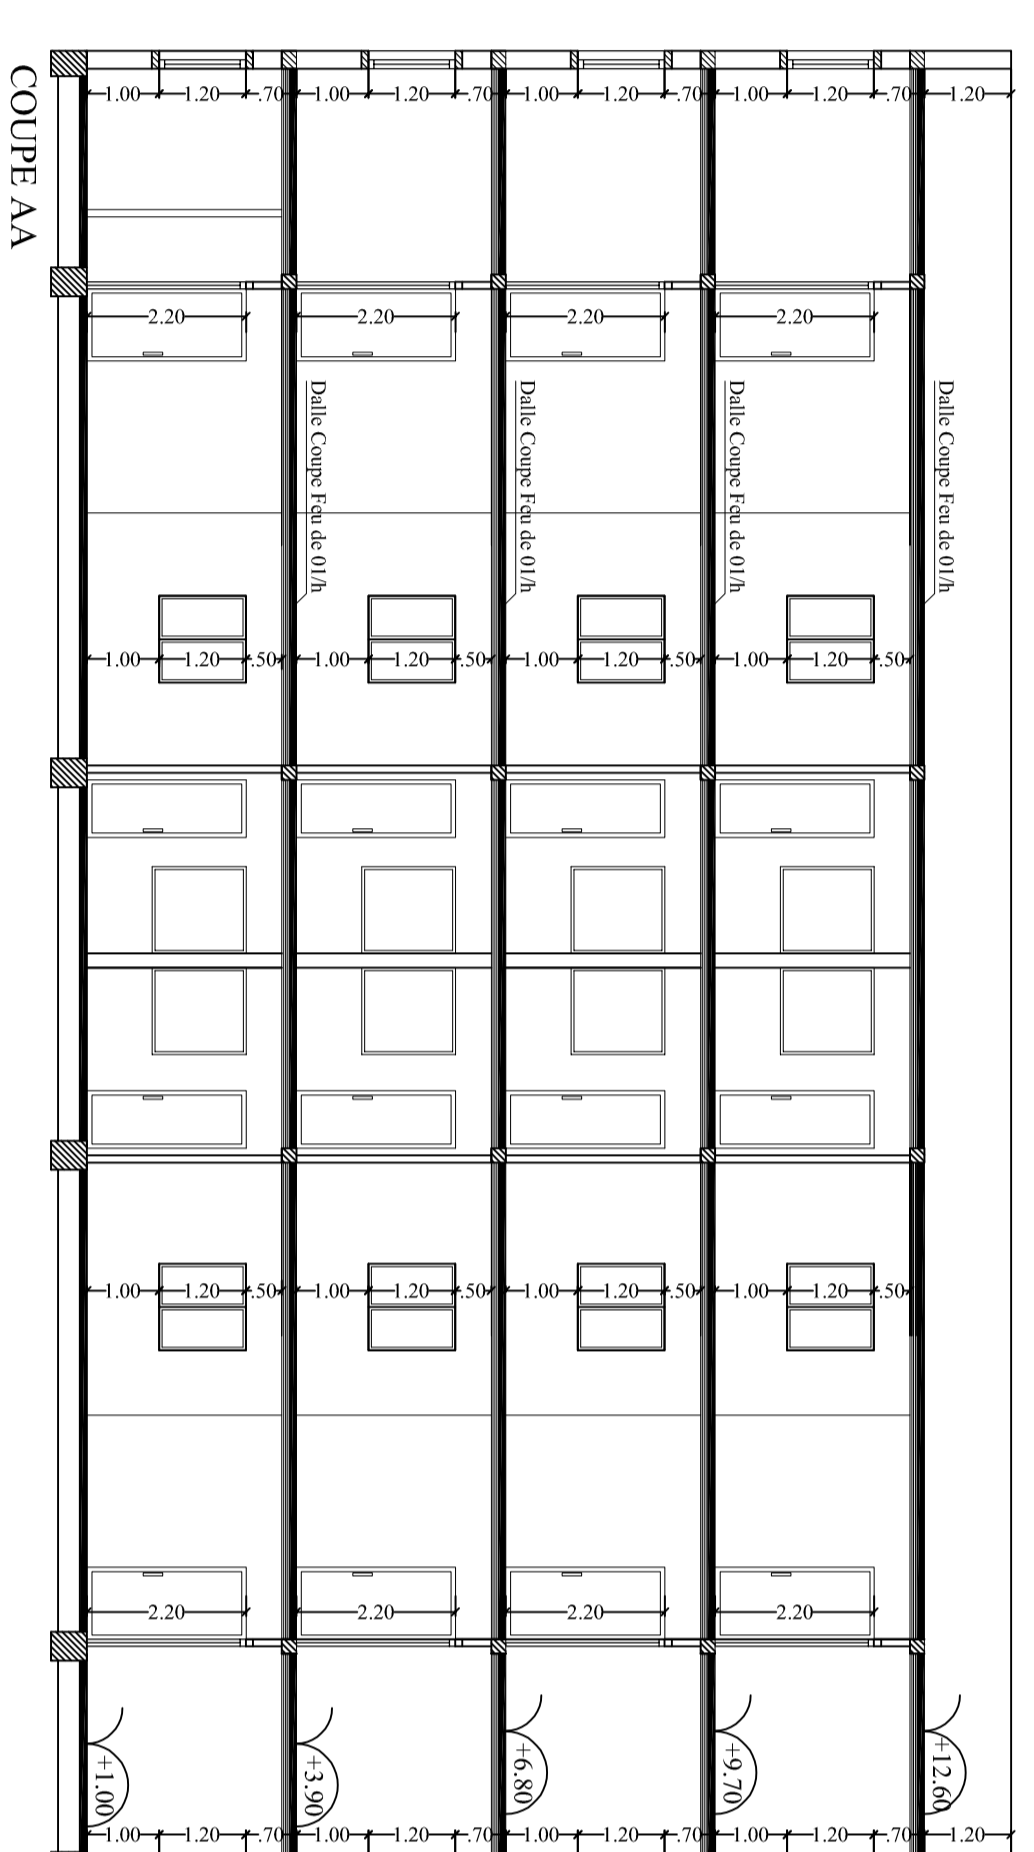 COUPE AA
1.00 1.20 .70 1.00 1.20 .70 1.00 1.20 .70 1.00 1.20 .70 1.20
2.20 2.20 2.20 2.20
Dalle Coupe Feu de 01/h
Dalle Coupe Feu de 01/h
Dalle Coupe Feu de 01/h
Dalle Coupe Feu de 01/h
1.00 1.20 .50 1.00 1.20 .50 1.00 1.20 .50 1.00 1.20 .50
1.00 1.20 .50 1.00 1.20 .50 1.00 1.20 .50 1.00 1.20 .50
2.20 2.20 2.20 2.20
+1.00
+3.90
+6.80
+9.70
+12.60
1.00 1.20 .70 1.00 1.20 .70 1.00 1.20 .70 1.00 1.20 .70 1.20